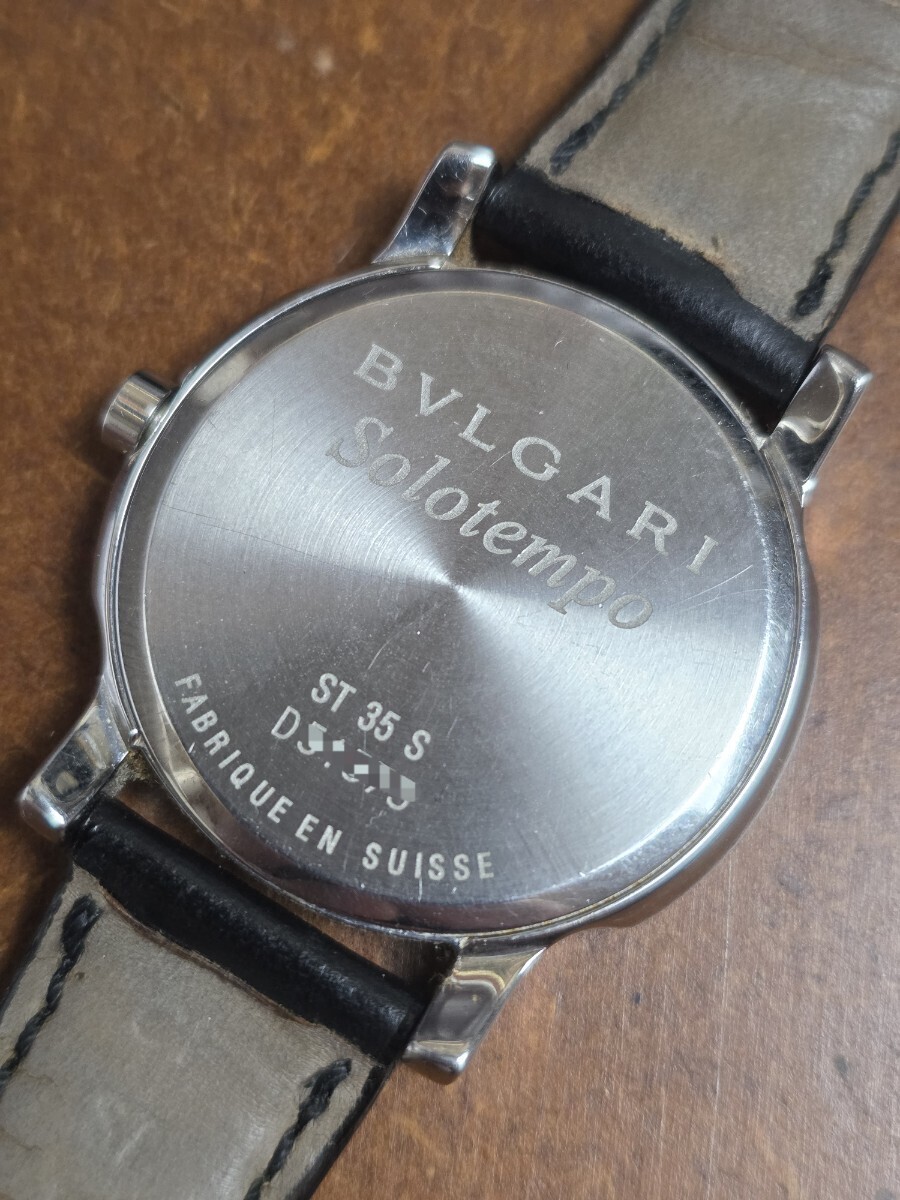 BVLGARI
Solotempo
ST 35 S
FABRIQUE EN SUISSE